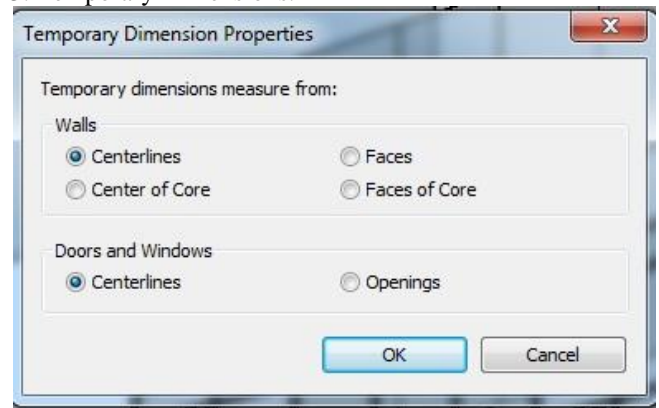 Temporary Dimension Properties
Temporary dimensions measure from:
Walls
Centerlines Faces
Center of Core Faces of Core
Doors and Windows
Centerlines Openings
OK Cancel